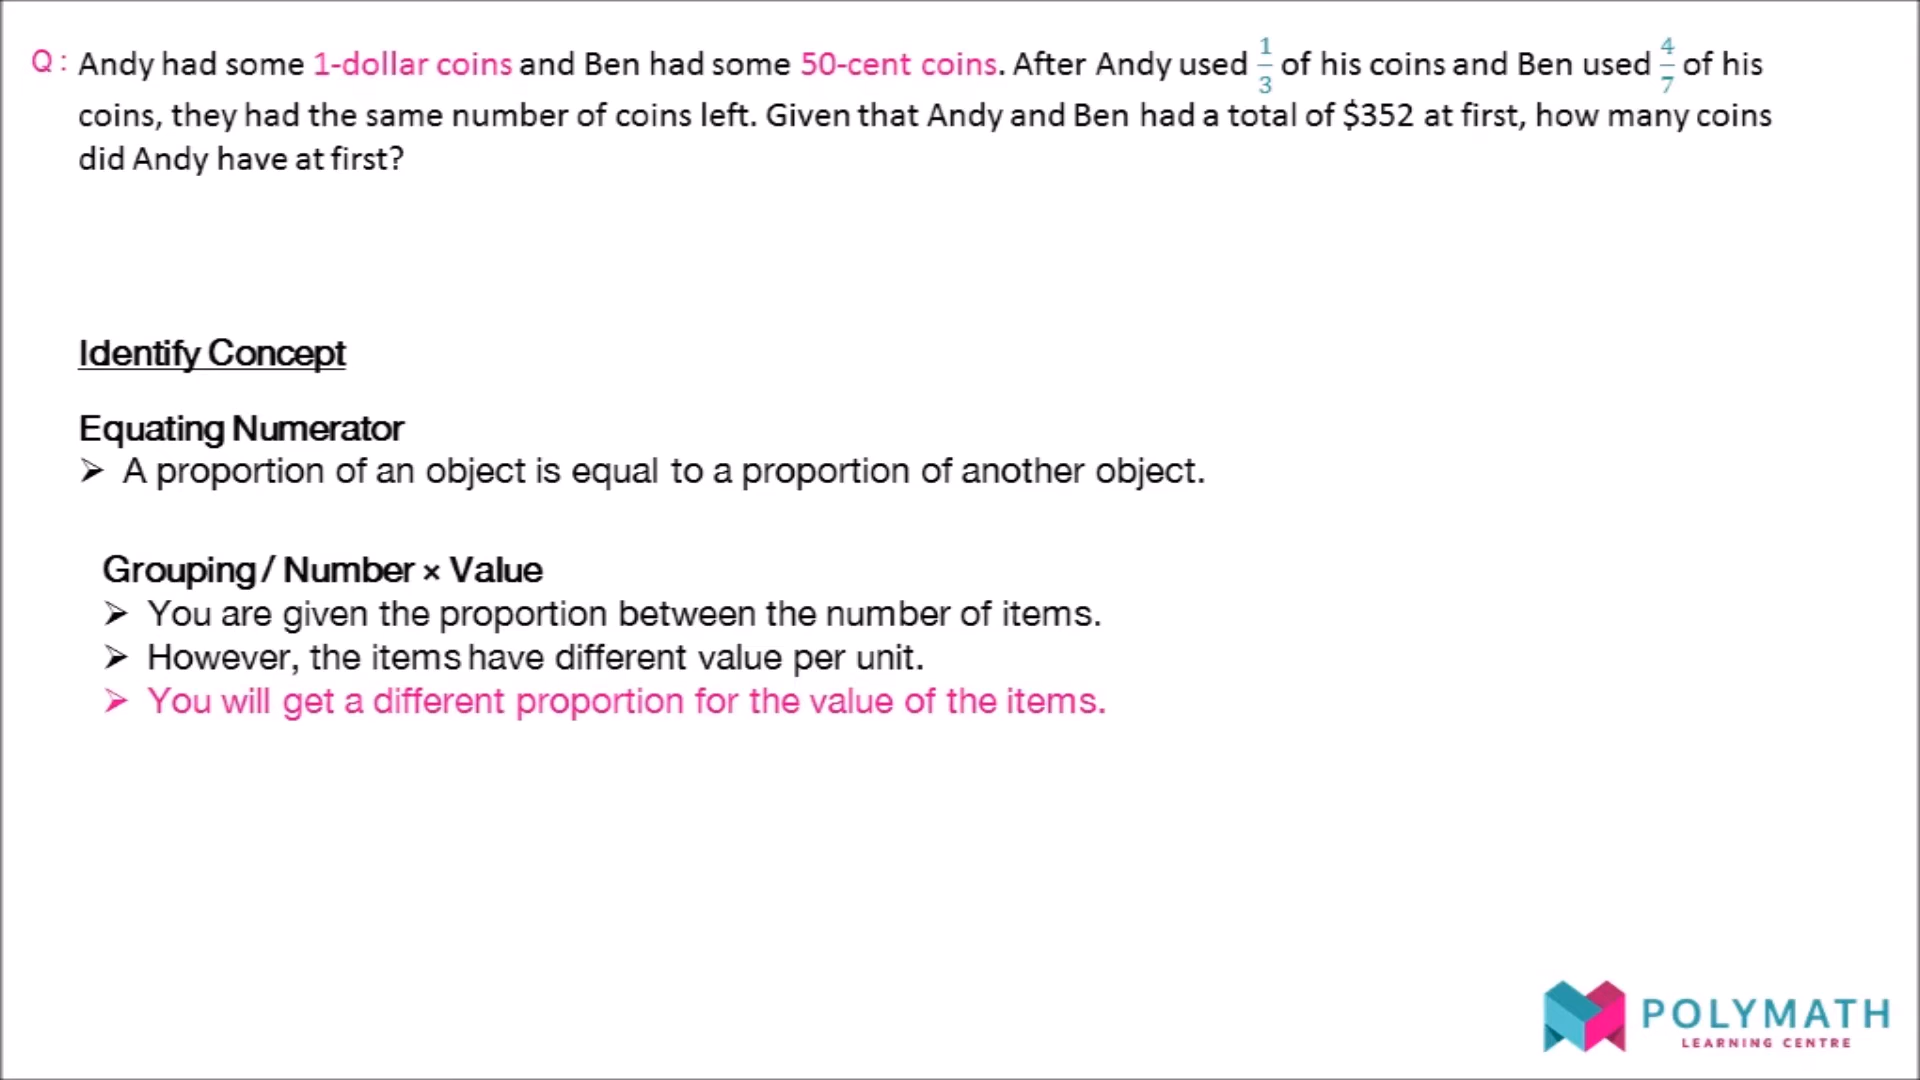 Q: Andy had some 1-dollar coins and Ben had some 50-cent coins. After Andy used 1/3 of his coins and Ben used 4/7 of his
coins, they had the same number of coins left. Given that Andy and Ben had a total of $352 at first, how many coins
did Andy have at first?
Identify Concept
Equating Numerator
➢ A proportion of an object is equal to a proportion of another object.
Grouping / Number × Value
➢ You are given the proportion between the number of items.
➢ However, the items have different value per unit.
➢ You will get a different proportion for the value of the items.
POLYMATH
LEARNING CENTRE